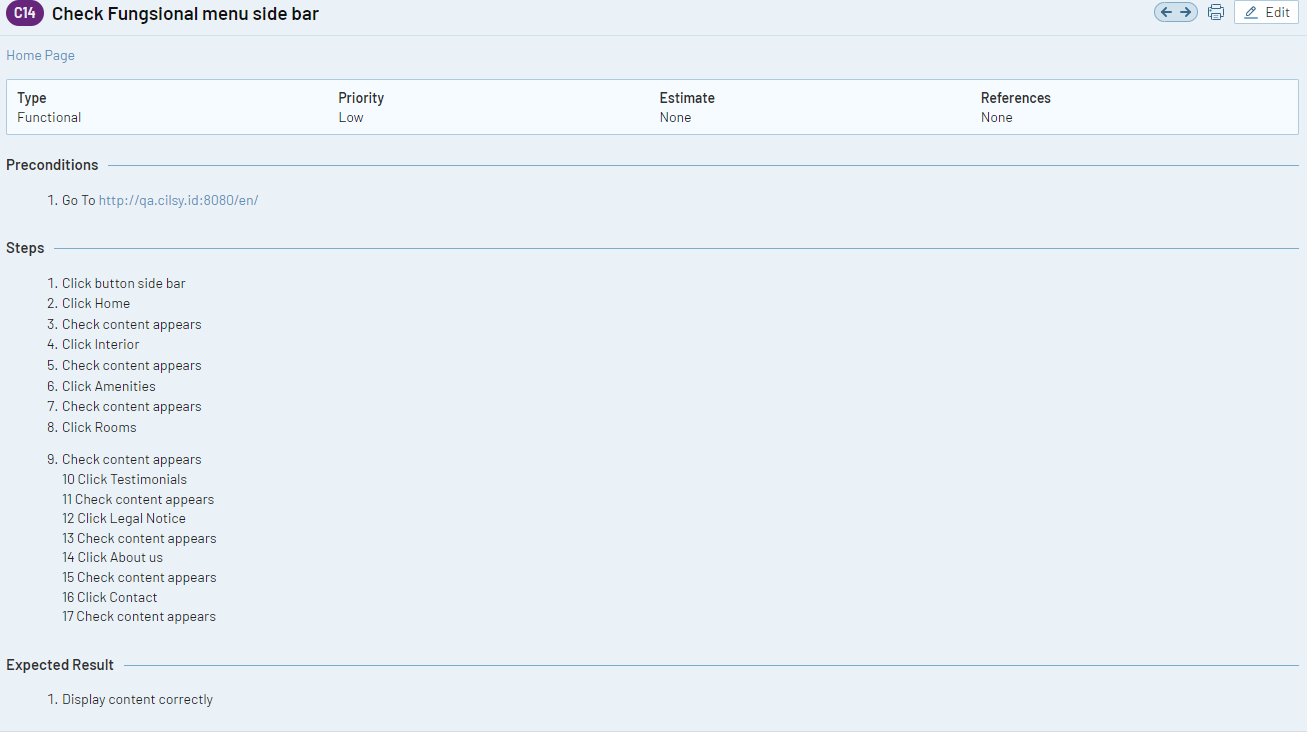 C14 Check Fungsional menu side bar
Edit
Home Page
Type Priority Estimate References
Functional Low None None
Preconditions
1. Go To http://qa.cilsy.id:8080/en/
Steps
1. Click button side bar
2. Click Home
3. Check content appears
4. Click Interior
5. Check content appears
6. Click Amenities
7. Check content appears
8. Click Rooms
9. Check content appears
10 Click Testimonials
11 Check content appears
12 Click Legal Notice
13 Check content appears
14 Click About us
15 Check content appears
16 Click Contact
17 Check content appears
Expected Result
1. Display content correctly